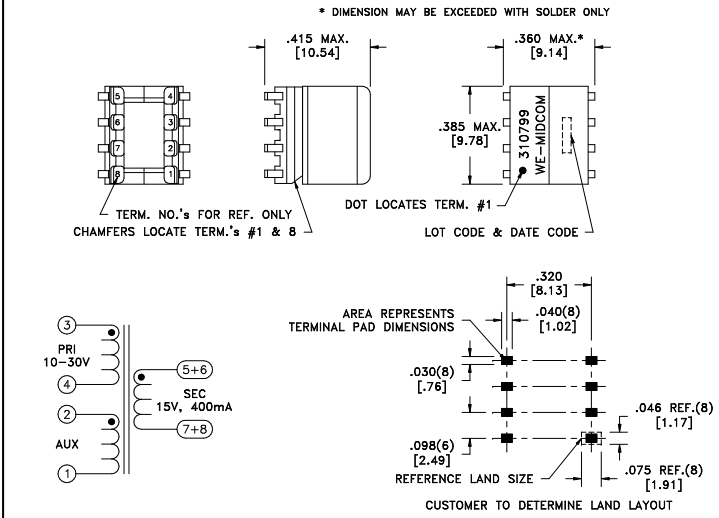 * DIMENSION MAY BE EXCEEDED WITH SOLDER ONLY
.415 MAX.
[10.54]
.360 MAX.*
[9.14]
5
4
6
3
7
2
8
1
.385 MAX.
[9.78]
310799
WE-MIDCOM
TERM. NO.'s FOR REF. ONLY
CHAMFERS LOCATE TERM.'s #1 & 8
DOT LOCATES TERM. #1
LOT CODE & DATE CODE
3
PRI
10-30V
4
2
AUX
1
5+6
SEC
15V, 400mA
7+8
.320
[8.13]
AREA REPRESENTS
TERMINAL PAD DIMENSIONS
.040(8)
[1.02]
.030(8)
[.76]
.098(6)
[2.49]
.046 REF.(8)
[1.17]
REFERENCE LAND SIZE
.075 REF.(8)
[1.91]
CUSTOMER TO DETERMINE LAND LAYOUT